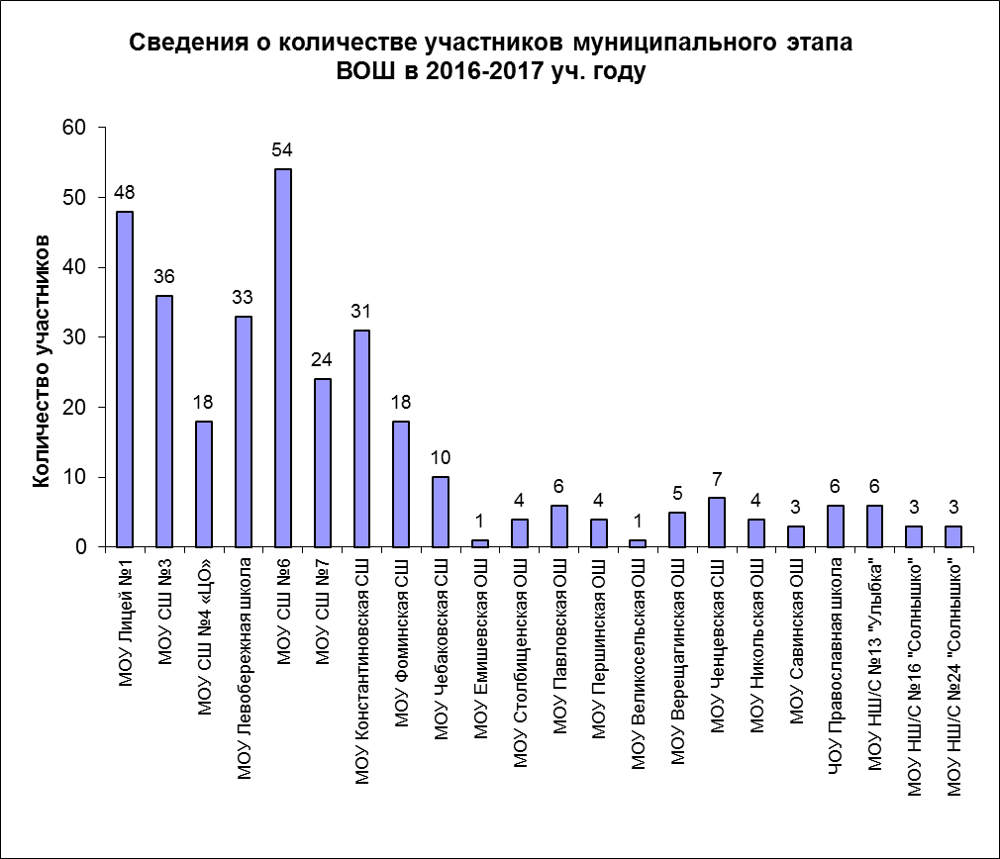 Сведения о количестве участников муниципального этапа
ВОШ в 2016-2017 уч. году
Количество участников
60
50
40
30
20
10
0
48
36
18
33
54
24
31
18
10
1
4
6
4
1
5
7
4
3
6
6
3
3
МОУ Лицей №1
МОУ СШ №3
МОУ СШ №4 «ЦО»
МОУ Левобережная школа
МОУ СШ №6
МОУ СШ №7
МОУ Константиновская СШ
МОУ Фоминская СШ
МОУ Чебаковская СШ
МОУ Емишевская ОШ
МОУ Столбищенская ОШ
МОУ Павловская ОШ
МОУ Першинская ОШ
МОУ Великосельская ОШ
МОУ Верещагинская ОШ
МОУ Ченцевская СШ
МОУ Никольская ОШ
МОУ Савинская ОШ
ЧОУ Православная школа
МОУ НШ/С №13 "Улыбка"
МОУ НШ/С №16 "Солнышко"
МОУ НШ/С №24 "Солнышко"